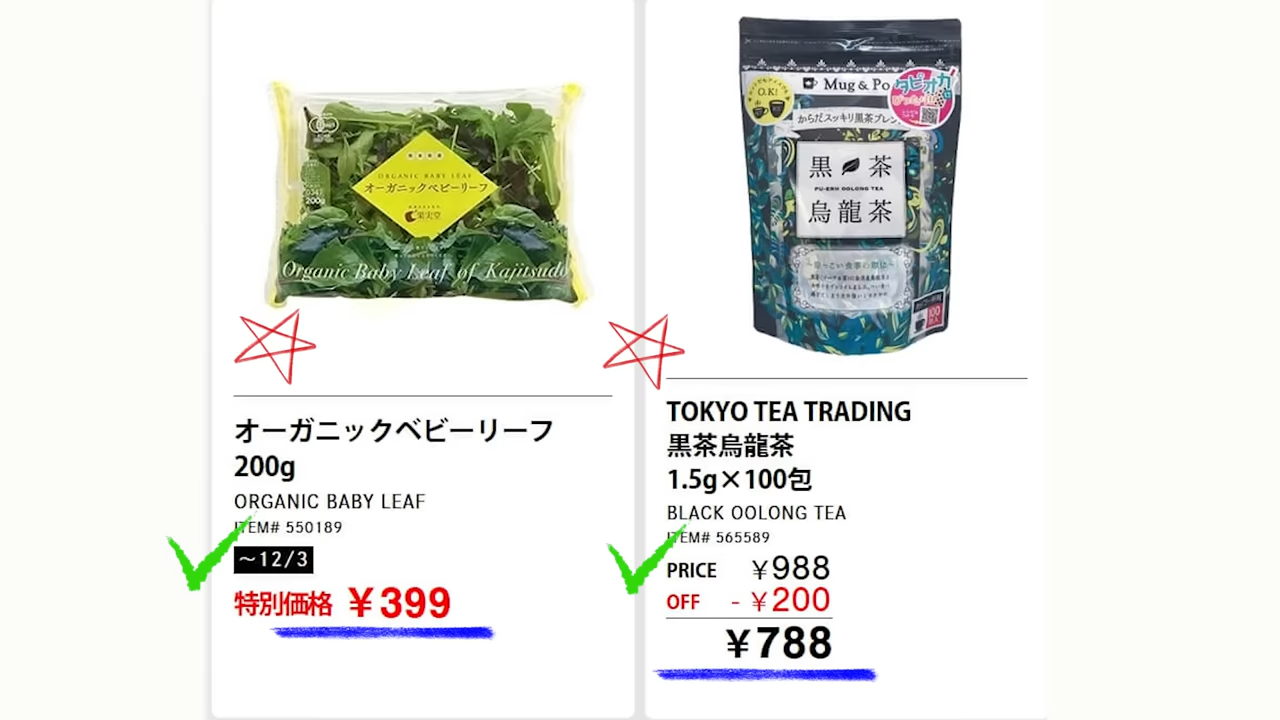 ORGANIC BABY LEAF
オーガニックベビーリーフ
果実堂
200g
Organic Baby Leaf of Kajitsudo
オーガニックベビーリーフ
200g
ORGANIC BABY LEAF
ITEM# 550189
～12/3
特別価格 ￥399
O.K!
Mug & Po
タピオカ
からだスッキリ黒茶ブレン
黒茶
PU-ERH OOLONG TEA
烏龍茶
TOKYO TEA TRADING
黒茶烏龍茶
1.5g×100包
BLACK OOLONG TEA
ITEM# 565589
PRICE ￥988
OFF - ￥200
￥788